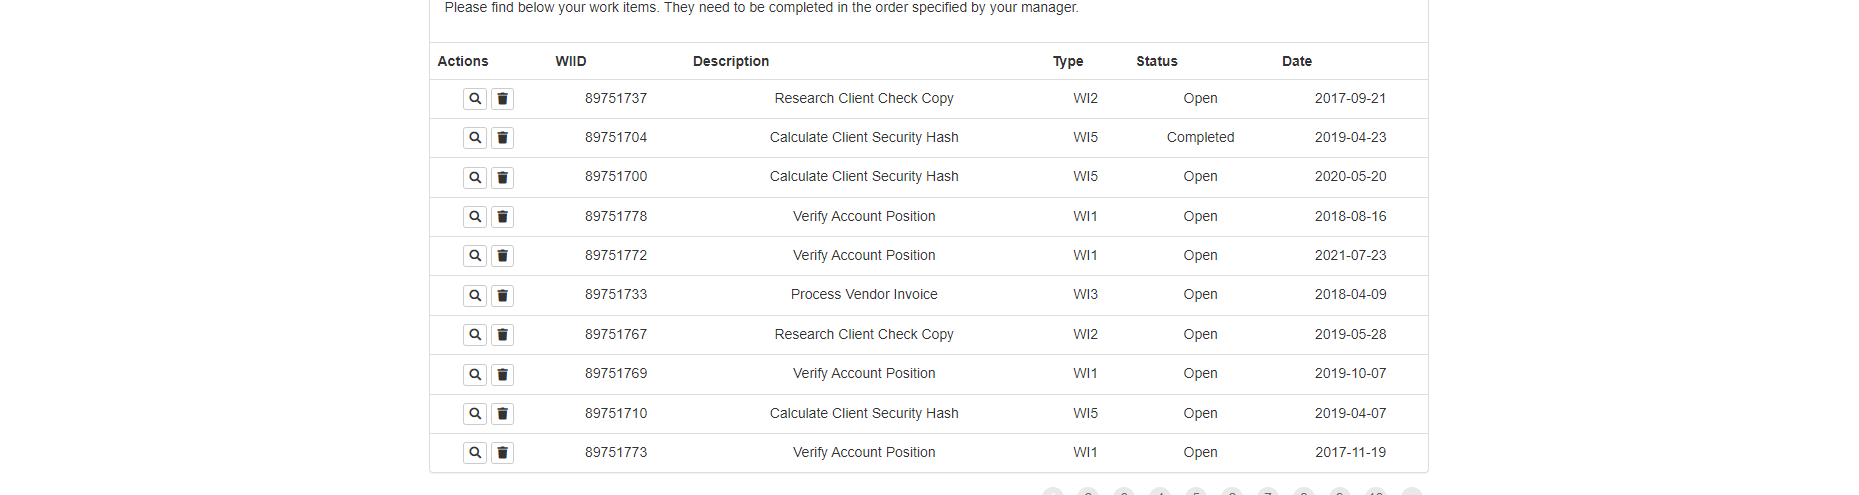 Please find below your work items. They need to be completed in the order specified by your manager.
Actions WIID Description Type Status Date
89751737 Research Client Check Copy WI2 Open 2017-09-21
89751704 Calculate Client Security Hash WI5 Completed 2019-04-23
89751700 Calculate Client Security Hash WI5 Open 2020-05-20
89751778 Verify Account Position WI1 Open 2018-08-16
89751772 Verify Account Position WI1 Open 2021-07-23
89751733 Process Vendor Invoice WI3 Open 2018-04-09
89751767 Research Client Check Copy WI2 Open 2019-05-28
89751769 Verify Account Position WI1 Open 2019-10-07
89751710 Calculate Client Security Hash WI5 Open 2019-04-07
89751773 Verify Account Position WI1 Open 2017-11-19